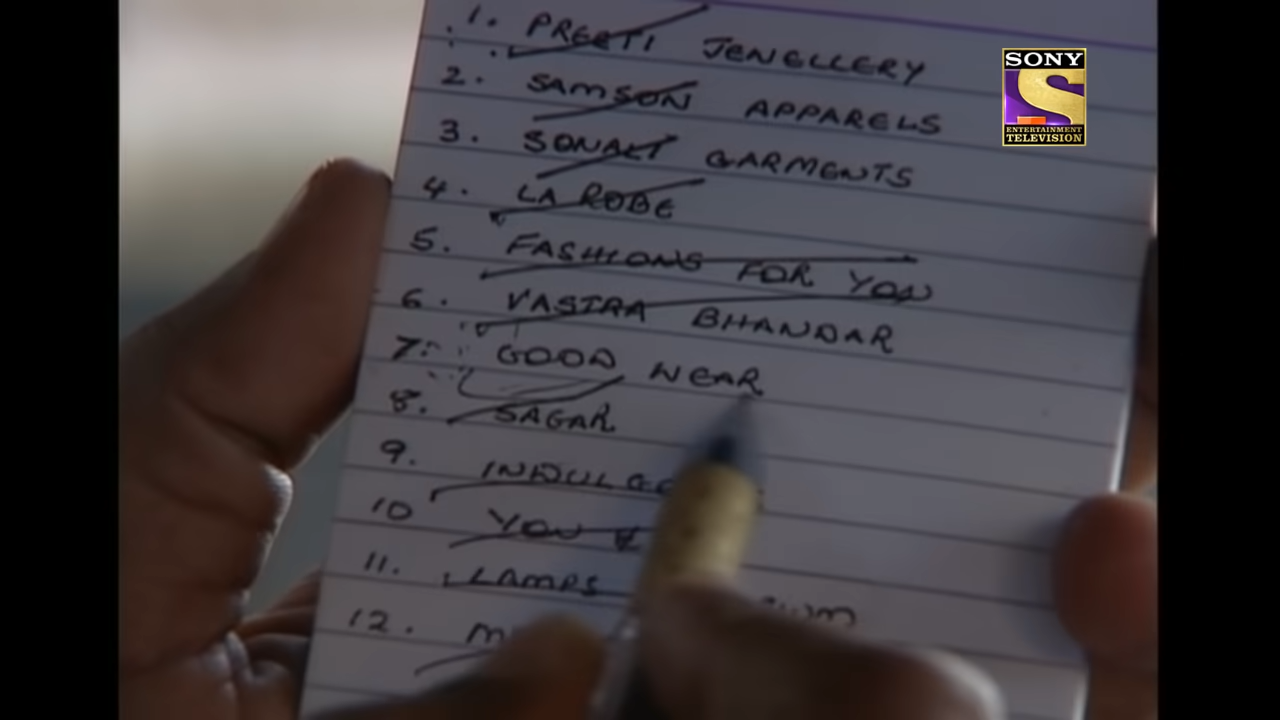 1. PREETI JEWELLERY
2. SAMSON APPARELS
3. SONALI GARMENTS
4. LA ROBE
5. FASHIONS FOR YOU
6. VASTRA BHANDAR
7. GOOD WEAR
8. SAGAR
9.
10 YOU
11. LAMPS
12.
SONY
ENTERTAINMENT
TELEVISION